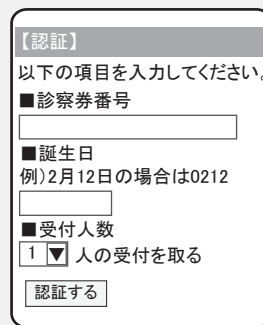 【認証】
以下の項目を入力してください。
■診察券番号
■誕生日
例)2月12日の場合は0212
■受付人数
1 ▼ 人の受付を取る
認証する